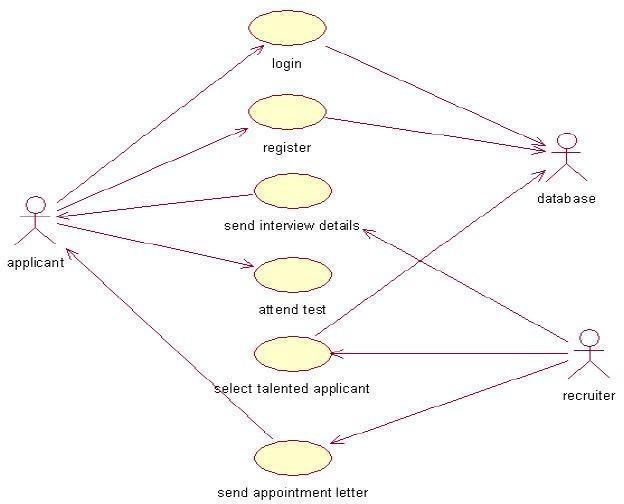 login
register
database
send interview details
applicant
attend test
select talented applicant
recruiter
send appointment letter